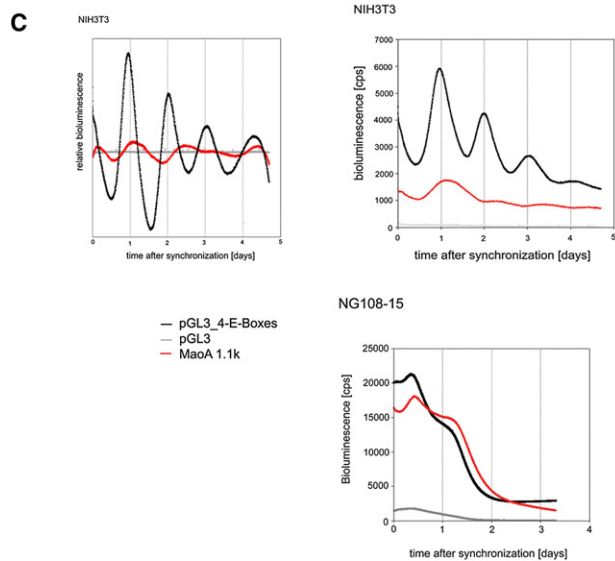 C
NIH3T3
relative bioluminescence
0 1 2 3 4 5
time after synchronization [days]
NIH3T3
bioluminescence [cps]
7000
6000
5000
4000
3000
2000
1000
0
0 1 2 3 4 5
time after synchronization [days]
pGL3_4-E-Boxes
pGL3
MaoA 1.1k
NG108-15
Bioluminescence [cps]
25000
20000
15000
10000
5000
0
0 1 2 3 4
time after synchronization [days]